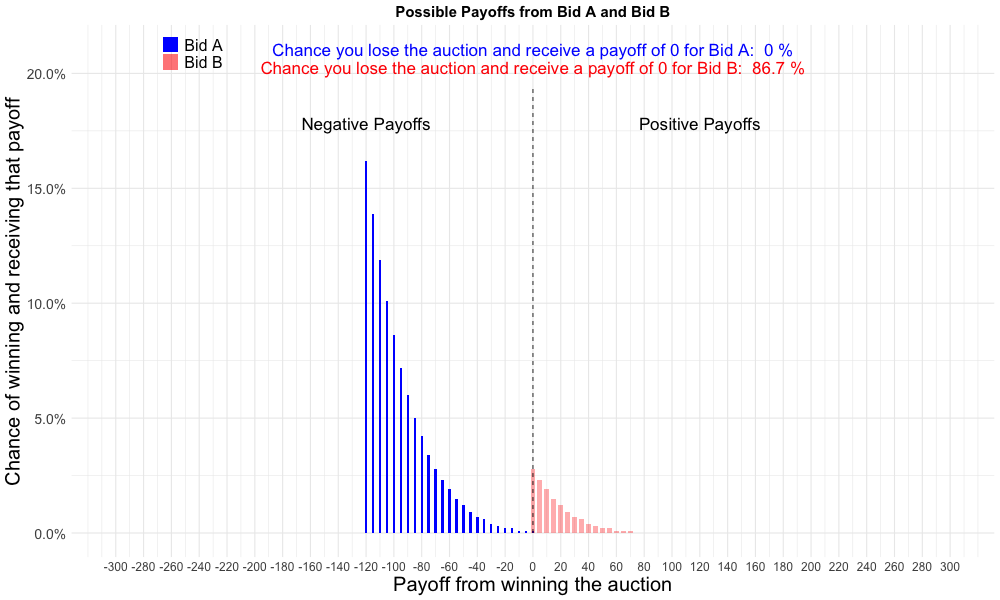 Possible Payoffs from Bid A and Bid B
Bid A
Bid B
Chance you lose the auction and receive a payoff of 0 for Bid A:  0 %
Chance you lose the auction and receive a payoff of 0 for Bid B:  86.7 %
Negative Payoffs
Positive Payoffs
Chance of winning and receiving that payoff
20.0%
15.0%
10.0%
5.0%
0.0%
-300 -280 -260 -240 -220 -200 -180 -160 -140 -120 -100 -80 -60 -40 -20 0 20 40 60 80 100 120 140 160 180 200 220 240 260 280 300
Payoff from winning the auction